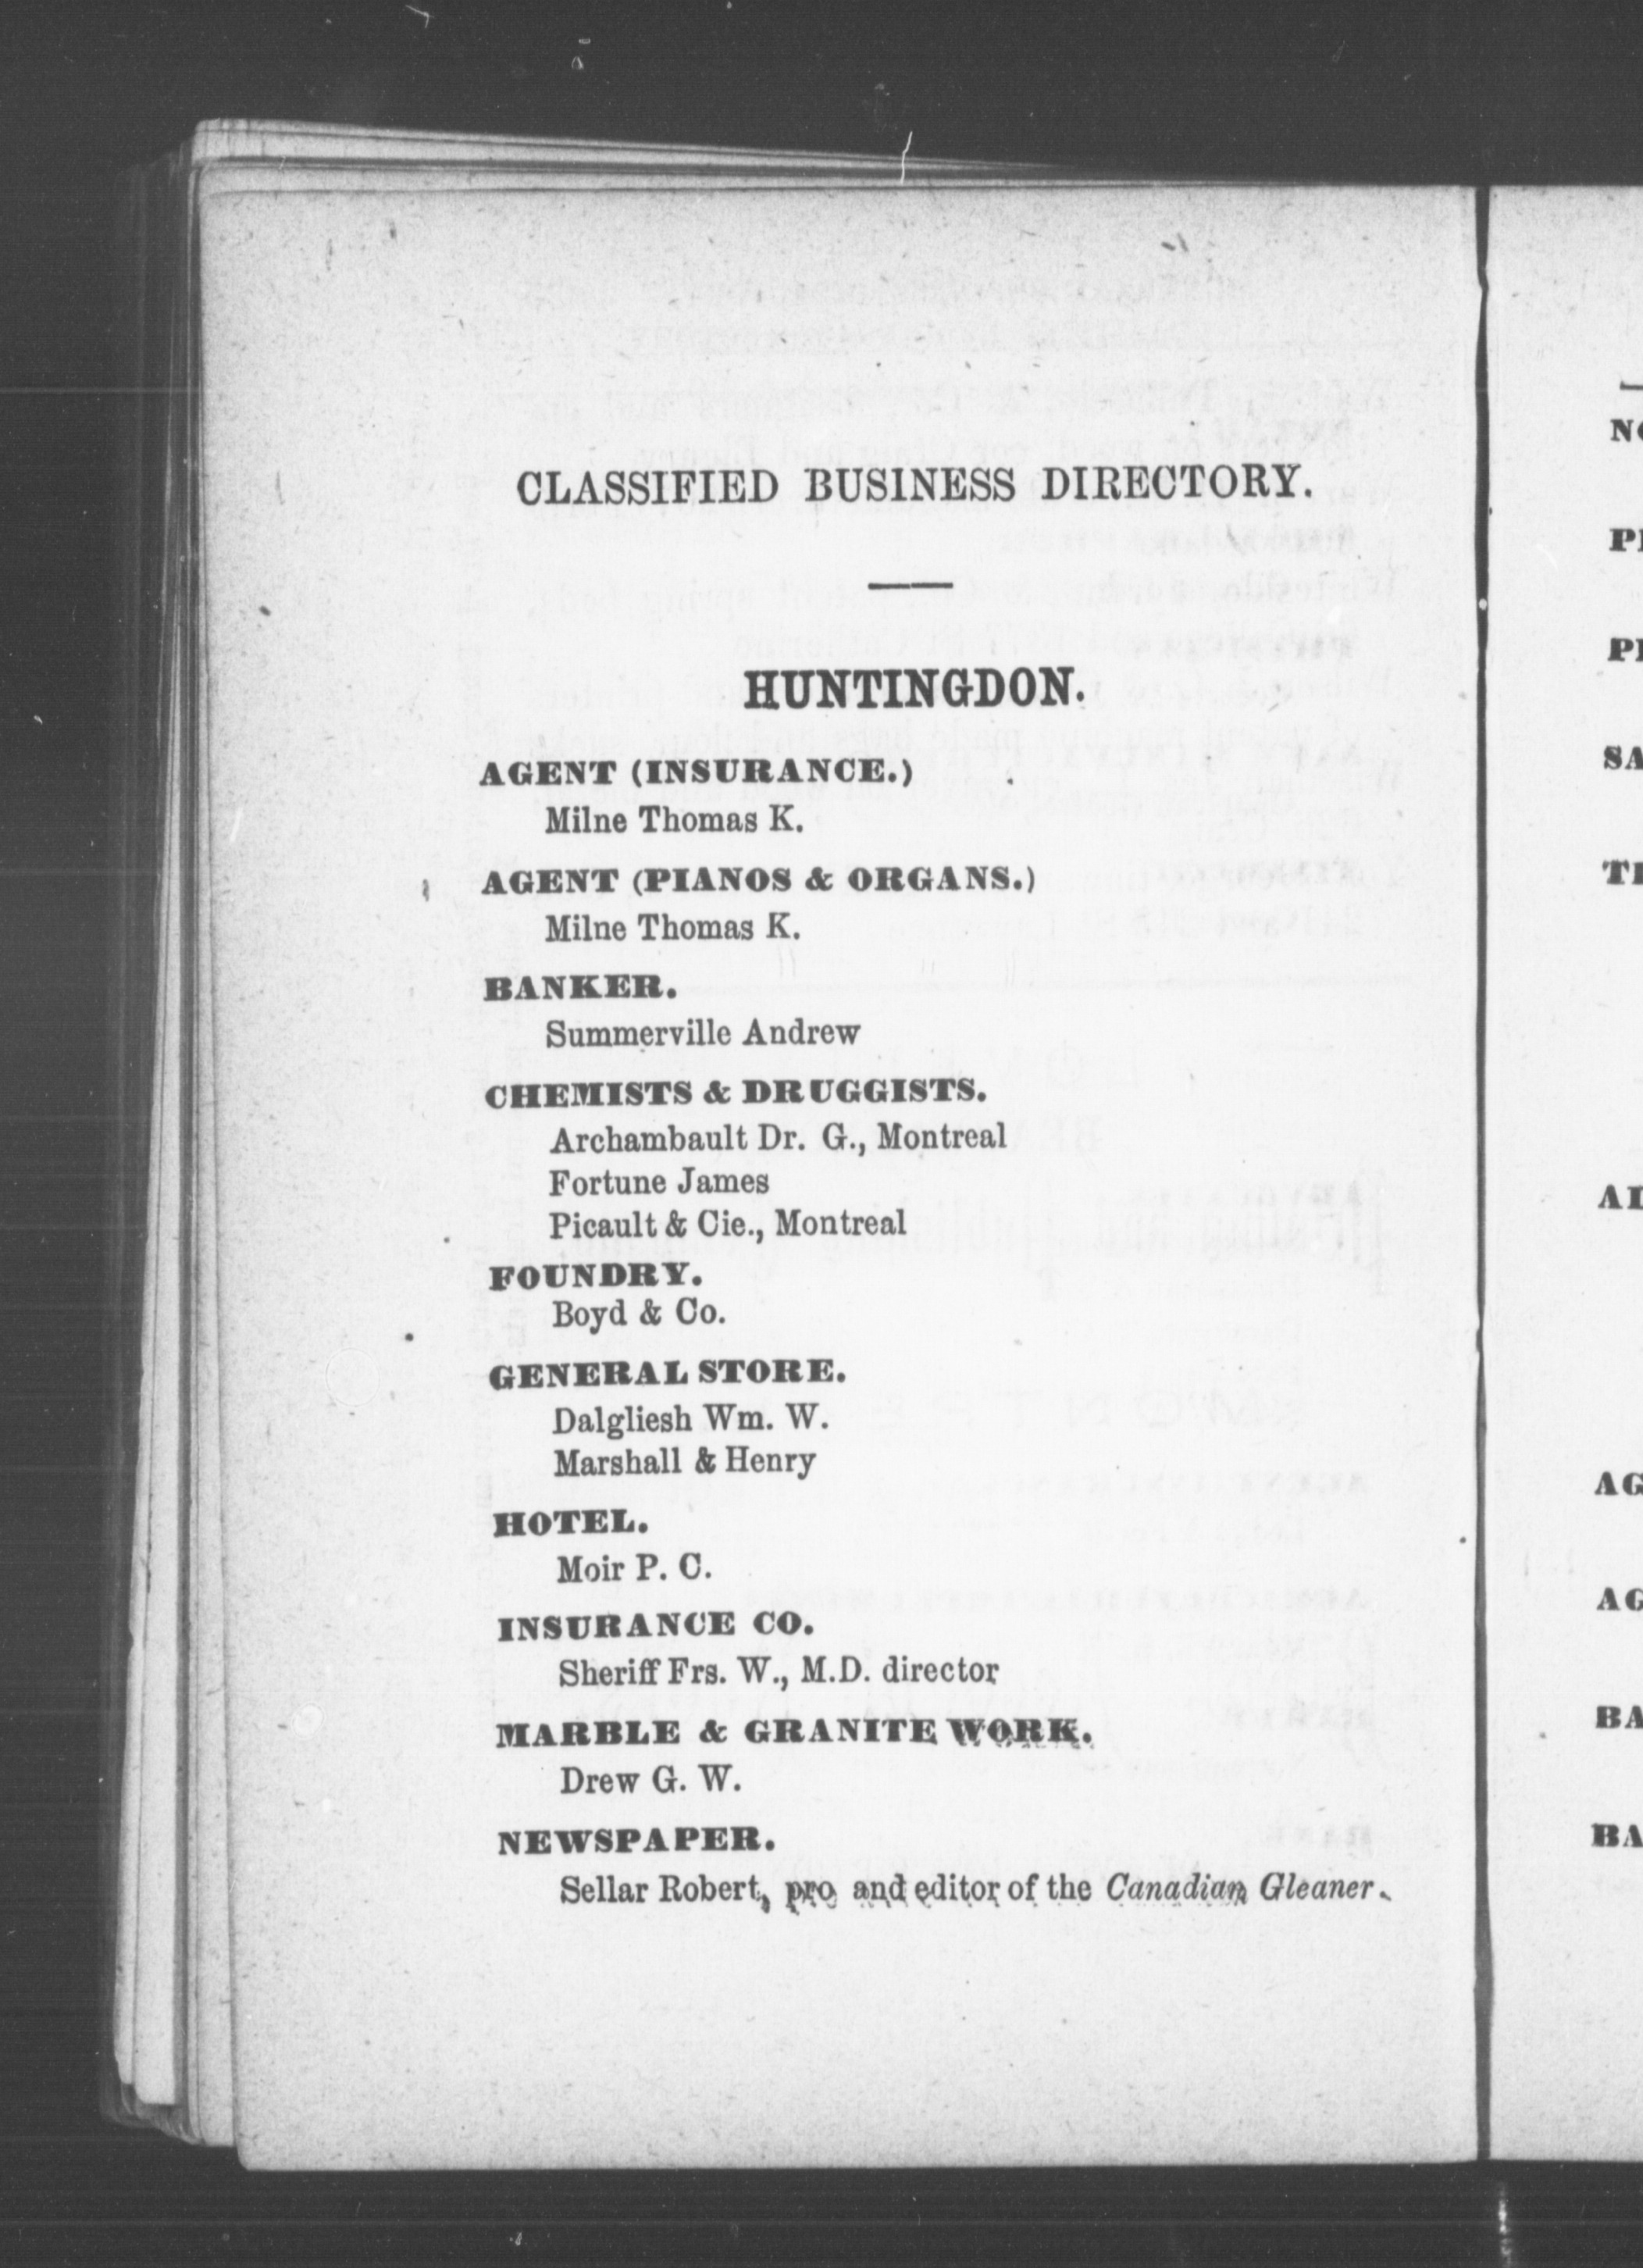 CLASSIFIED BUSINESS DIRECTORY.
HUNTINGDON.
AGENT (INSURANCE.)
Milne Thomas K.
AGENT (PIANOS & ORGANS.)
Milne Thomas K.
BANKER.
Summerville Andrew
CHEMISTS & DRUGGISTS.
Archambault Dr. G., Montreal
Fortune James
Picault & Cie., Montreal
FOUNDRY.
Boyd & Co.
GENERAL STORE.
Dalgliesh Wm. W.
Marshall & Henry
HOTEL.
Moir P. C.
INSURANCE CO.
Sheriff Frs. W., M.D. director
MARBLE & GRANITE WORK.
Drew G. W.
NEWSPAPER.
Sellar Robert, pro and editor of the Canadian Gleaner.